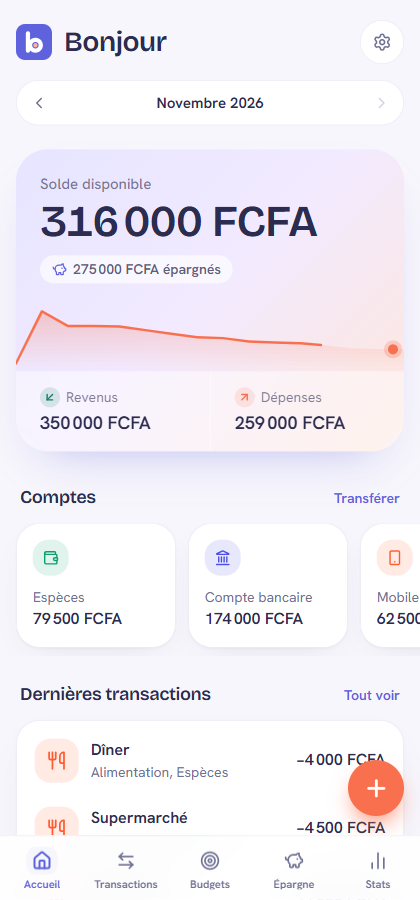 b Bonjour
Novembre 2026
Solde disponible
316 000 FCFA
275 000 FCFA épargnés
Revenus Dépenses
350 000 FCFA 259 000 FCFA
Comptes Transférer
Espèces Compte bancaire Mobile
79 500 FCFA 174 000 FCFA 62 500
Dernières transactions Tout voir
Dîner −4 000 FCFA
Alimentation, Espèces
Supermarché −4 500 FCFA
Accueil Transactions Budgets Épargne Stats